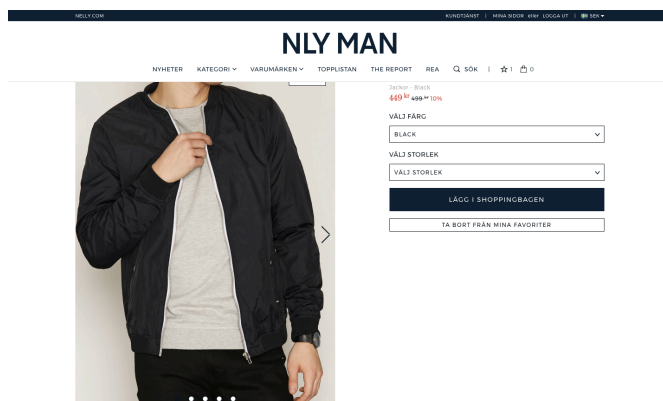 NELLY.COM
KUNDTJÄNST | MINA SIDOR eller LOGGA UT | SEK
NLY MAN
NYHETER KATEGORI VARUMÄRKEN TOPPLISTAN THE REPORT REA SÖK | 1 0
Jackor - Black
449 kr 499 kr 10%
VÄLJ FÄRG
BLACK
VÄLJ STORLEK
VÄLJ STORLEK
LÄGG I SHOPPINGBAGEN
TA BORT FRÅN MINA FAVORITER